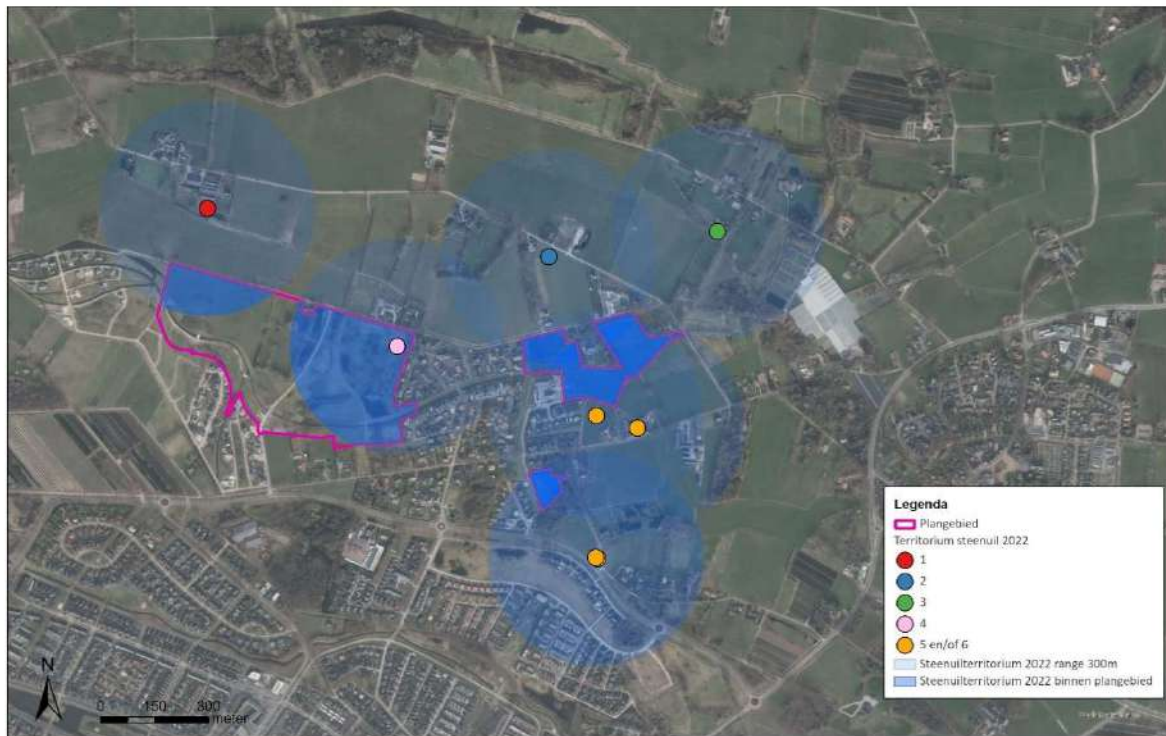 Legenda
Plangebied
Territorium steenuil 2022
1
2
3
4
5 en/of 6
Steenuilterritorium 2022 range 300m
Steenuilterritorium 2022 binnen plangebied
N
0 150 300
meter